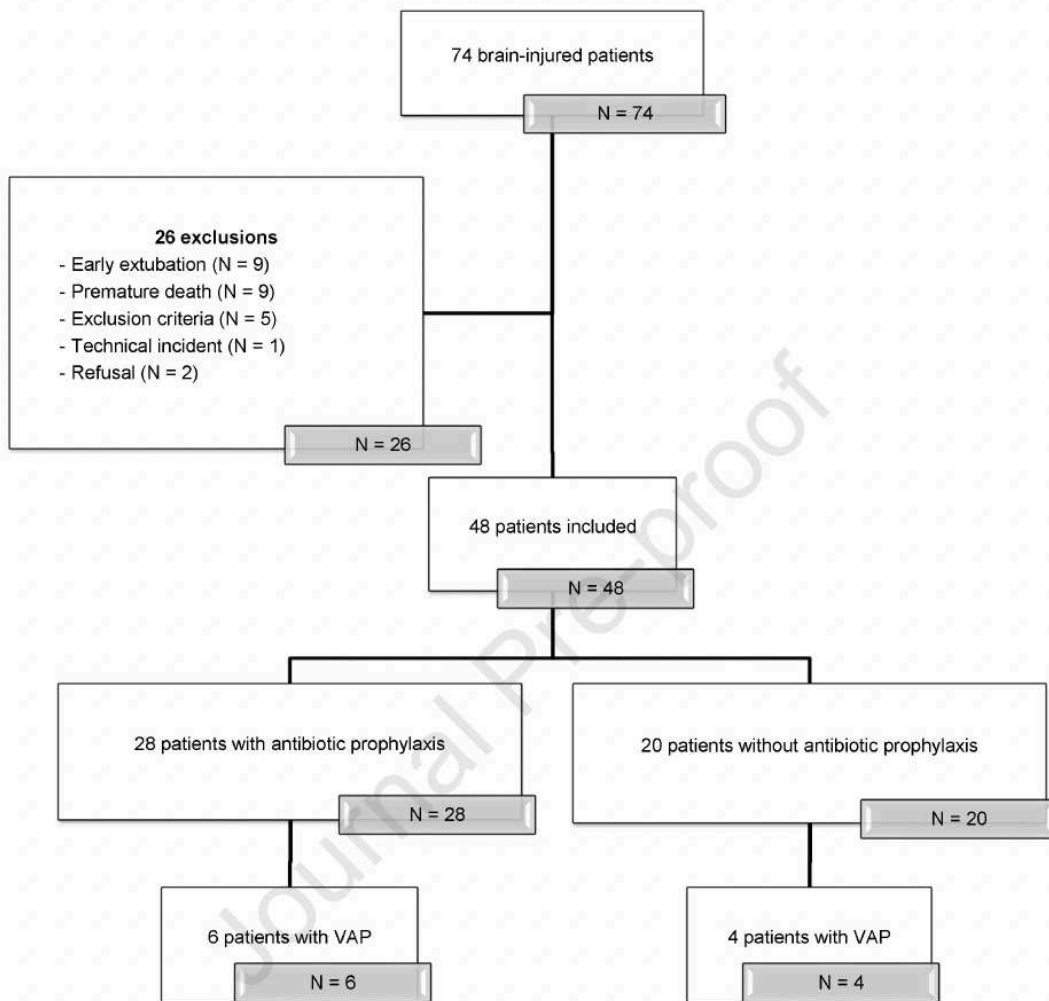 74 brain-injured patients
N = 74
26 exclusions
- Early extubation (N = 9)
- Premature death (N = 9)
- Exclusion criteria (N = 5)
- Technical incident (N = 1)
- Refusal (N = 2)
N = 26
48 patients included
N = 48
28 patients with antibiotic prophylaxis
N = 28
20 patients without antibiotic prophylaxis
N = 20
6 patients with VAP
N = 6
4 patients with VAP
N = 4
Journal Pre-proof